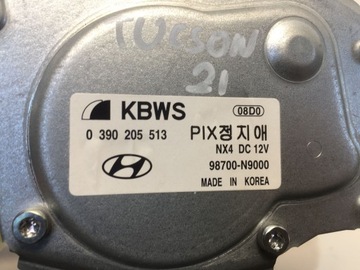 TUCSON
21
KBWS
08D0
0 390 205 513
PIX정지애
NX4 DC 12V
98700-N9000
MADE IN KOREA